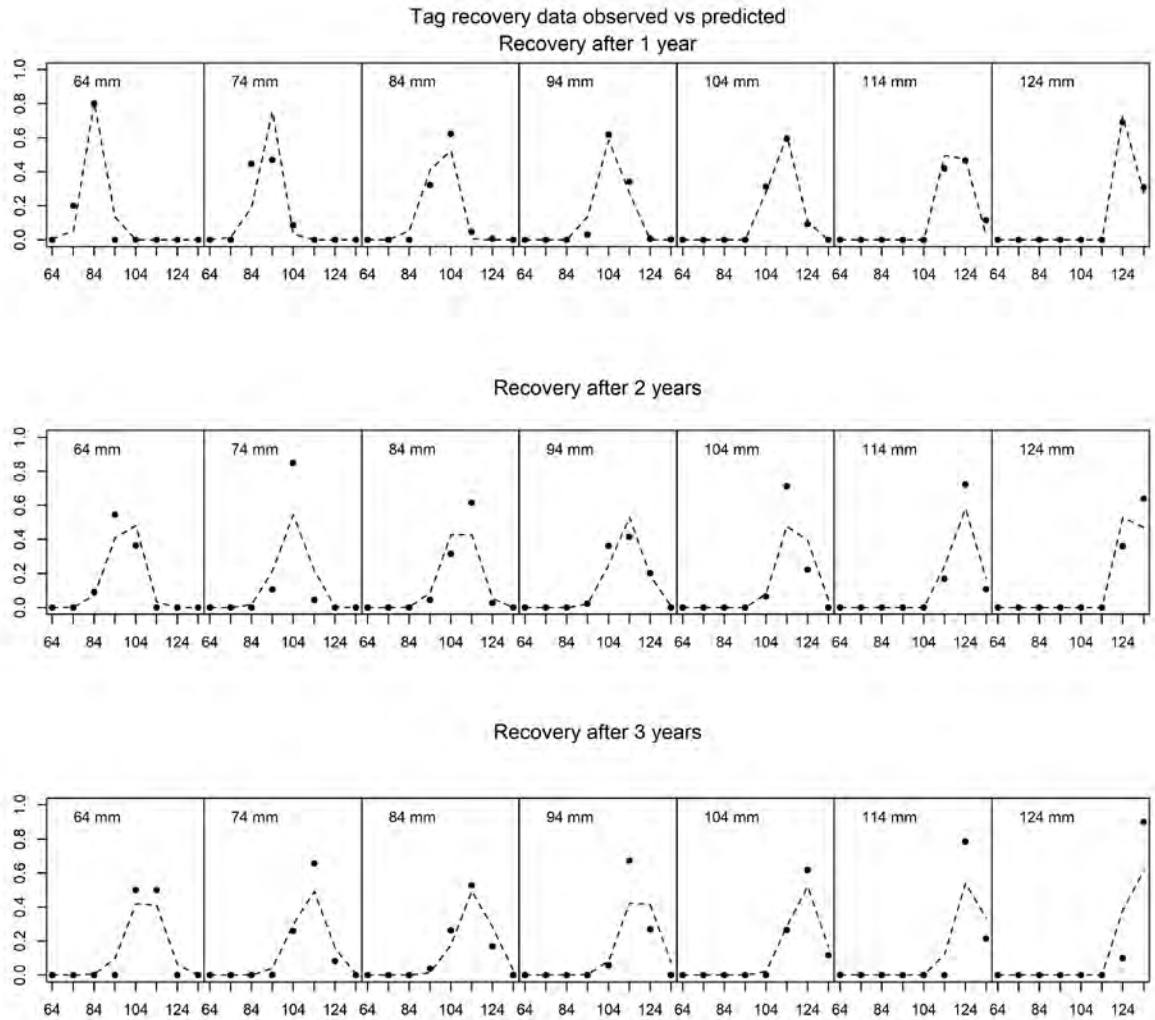 Tag recovery data observed vs predicted
Recovery after 1 year
64 mm 74 mm 84 mm 94 mm 104 mm 114 mm 124 mm
1.0
0.8
0.6
0.4
0.2
0.0
64 84 104 124 64 84 104 124 64 84 104 124 64 84 104 124 64 84 104 124 64 84 104 124 64 84 104 124
Recovery after 2 years
64 mm 74 mm 84 mm 94 mm 104 mm 114 mm 124 mm
1.0
0.8
0.6
0.4
0.2
0.0
64 84 104 124 64 84 104 124 64 84 104 124 64 84 104 124 64 84 104 124 64 84 104 124 64 84 104 124
Recovery after 3 years
64 mm 74 mm 84 mm 94 mm 104 mm 114 mm 124 mm
1.0
0.8
0.6
0.4
0.2
0.0
64 84 104 124 64 84 104 124 64 84 104 124 64 84 104 124 64 84 104 124 64 84 104 124 64 84 104 124